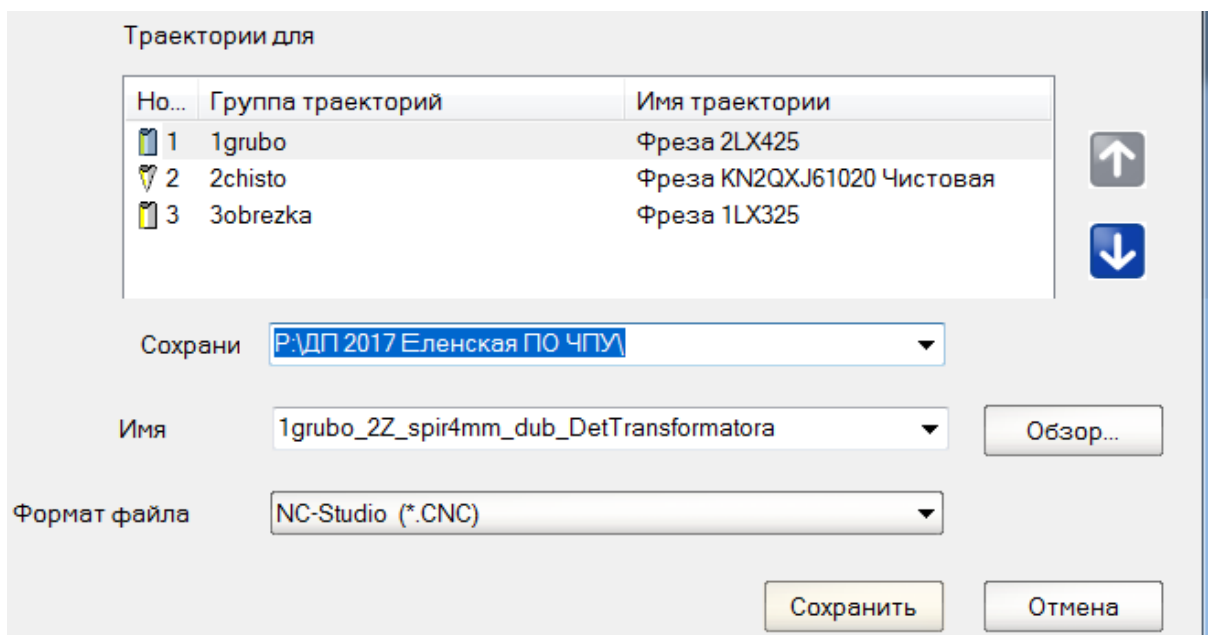 Траектории для
Но... Группа траекторий Имя траектории
1 1grubo Фреза 2LX425
2 2chisto Фреза KN2QXJ61020 Чистовая
3 3obrezka Фреза 1LX325
Сохрани P:\ДП 2017 Еленская ПО ЧПУ\
Имя 1grubo_2Z_spir4mm_dub_DetTransformatora Обзор...
Формат файла NC-Studio (*.CNC)
Сохранить Отмена